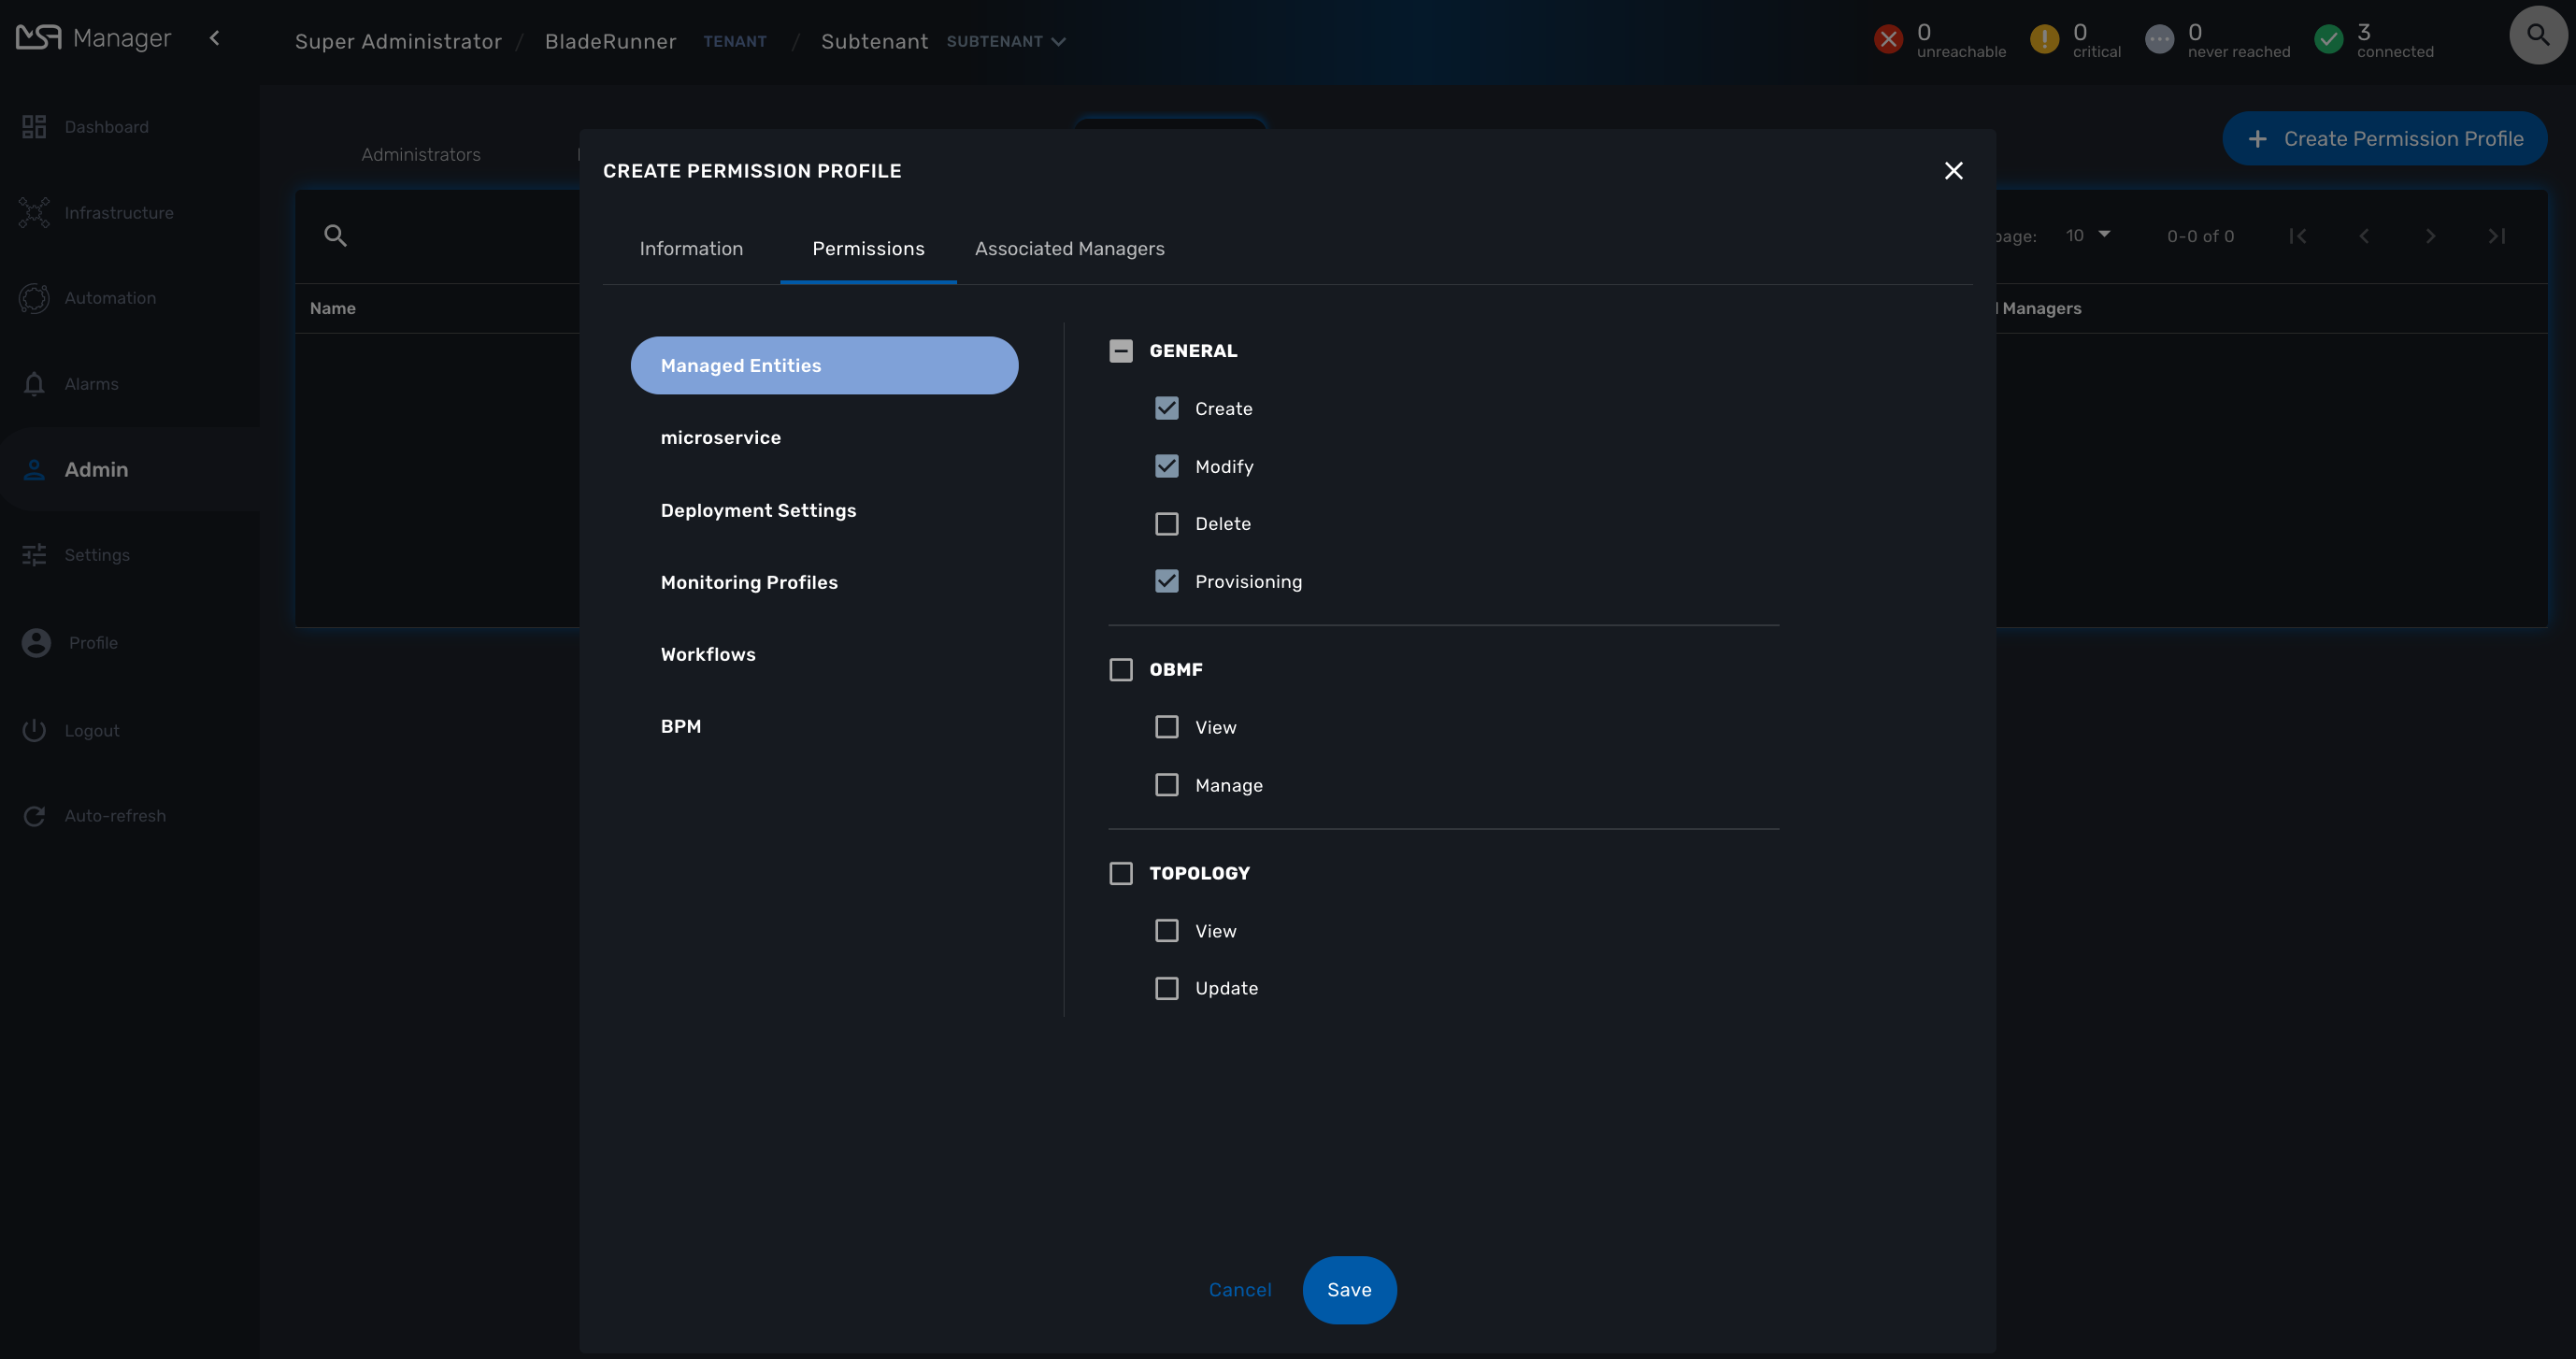 Manager
Super Administrator / BladeRunner TENANT / Subtenant SUBTENANT
0 unreachable
0 critical
0 never reached
3 connected
Dashboard
Infrastructure
Automation
Alarms
Admin
Settings
Profile
Logout
Auto-refresh
Administrators
+ Create Permission Profile
page: 10 0-0 of 0
Name
Managers
CREATE PERMISSION PROFILE
Information Permissions Associated Managers
Managed Entities
microservice
Deployment Settings
Monitoring Profiles
Workflows
BPM
GENERAL
Create
Modify
Delete
Provisioning
OBMF
View
Manage
TOPOLOGY
View
Update
Cancel Save